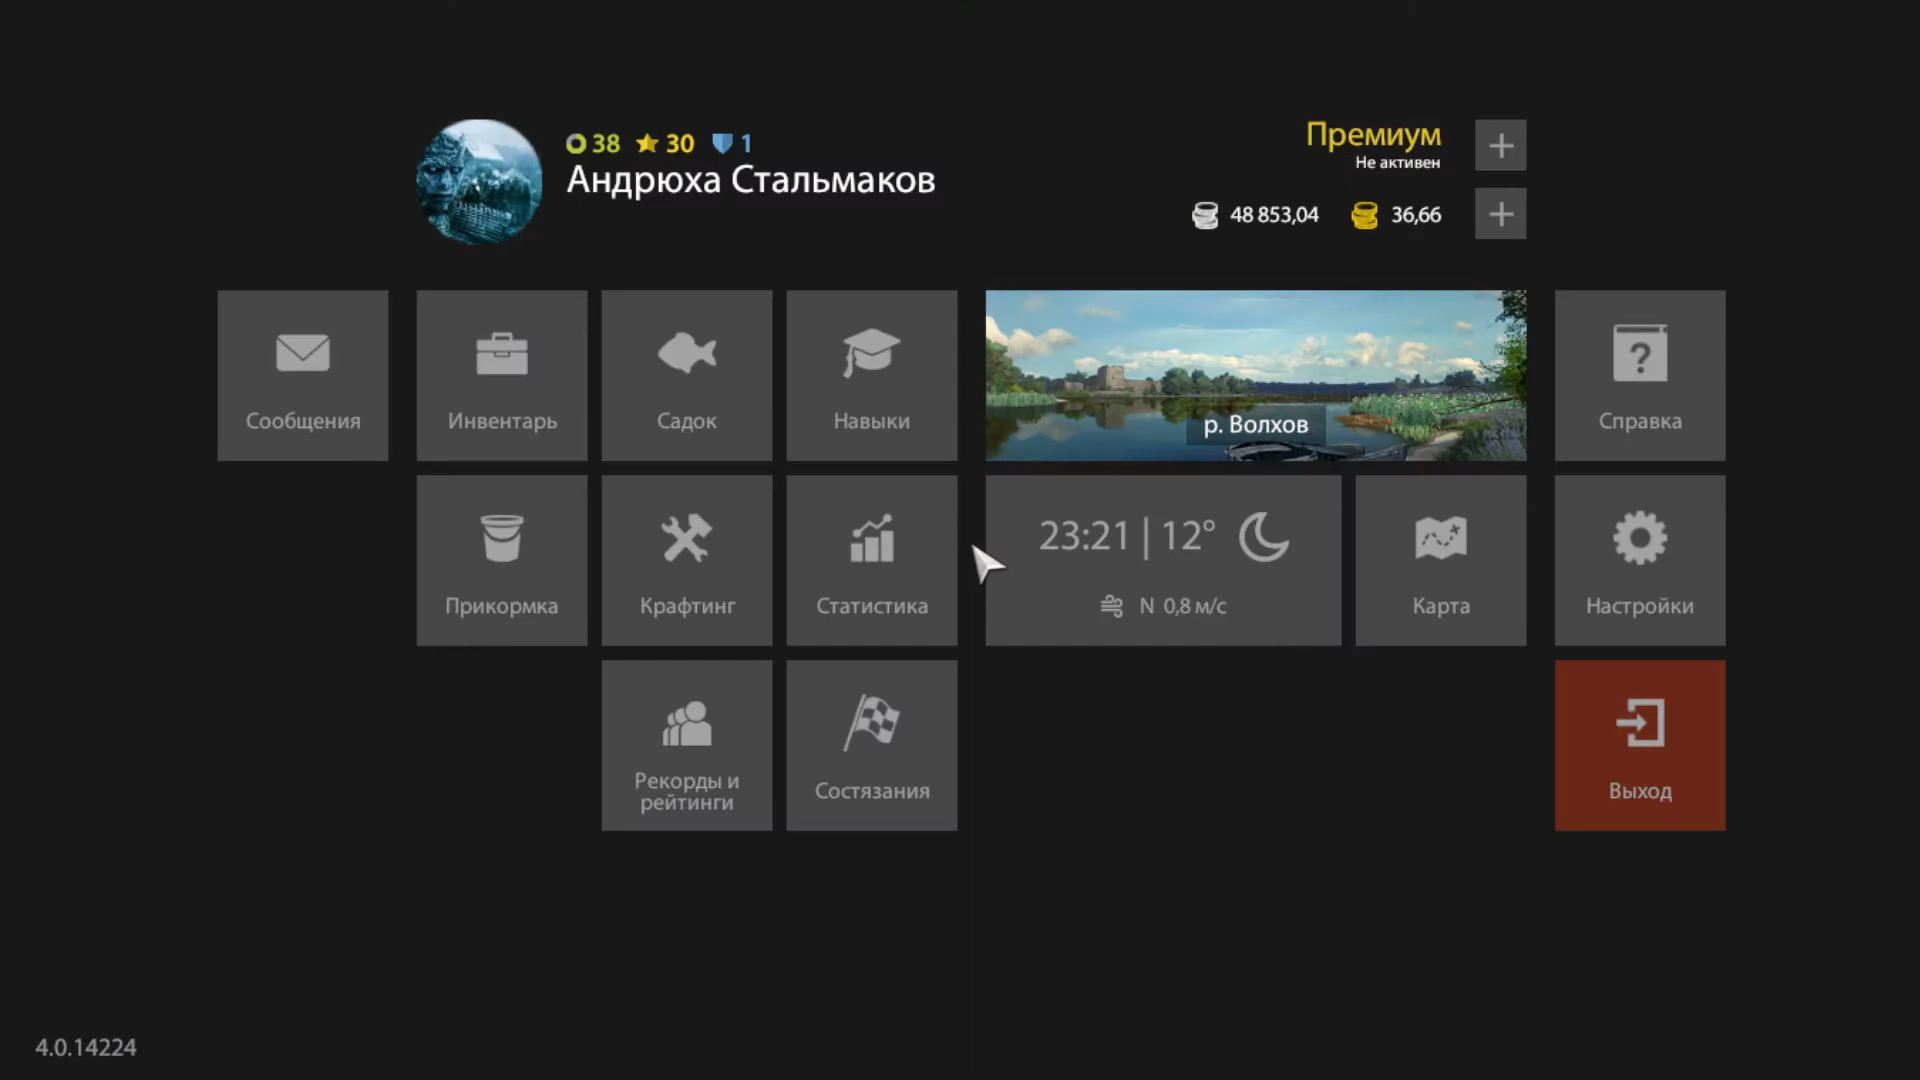 38 30 1
Андрюха Стальмаков
Премиум
Не активен
48 853,04 36,66
Сообщения
Инвентарь
Садок
Навыки
р. Волхов
Справка
Прикормка
Крафтинг
Статистика
23:21 | 12°
N 0,8 м/с
Карта
Настройки
Рекорды и
рейтинги
Состязания
Выход
4.0.14224